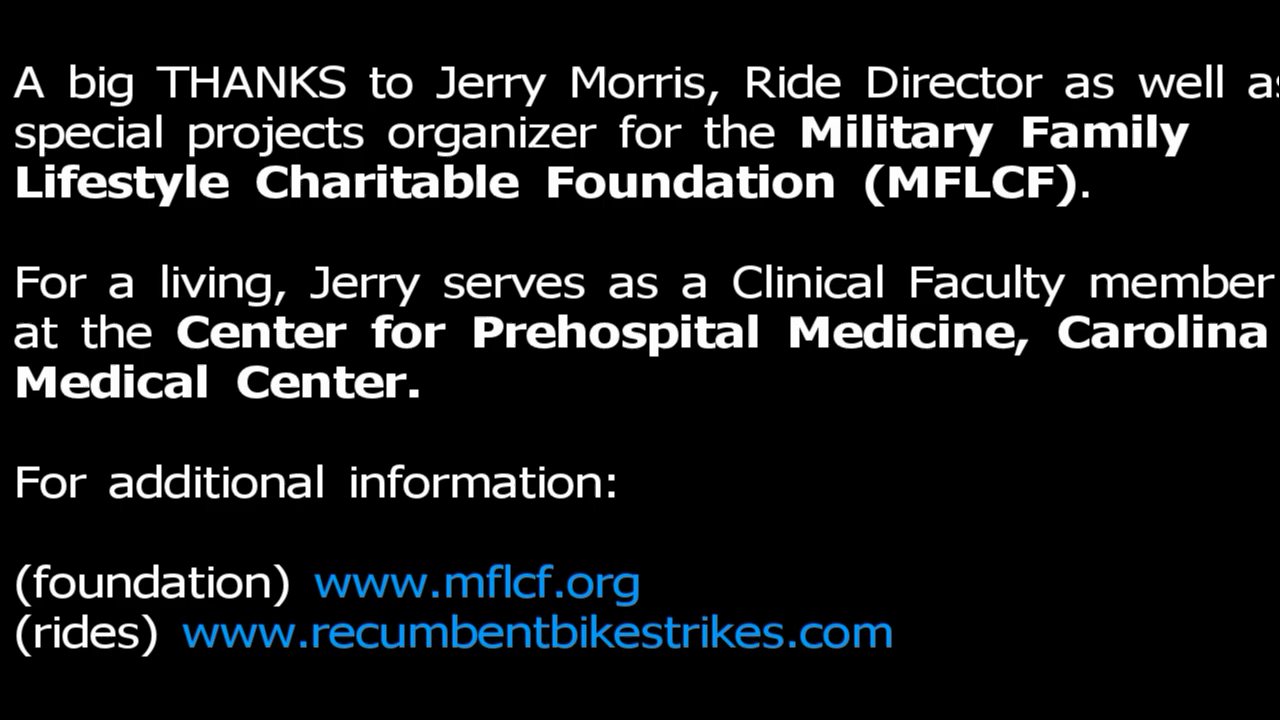 A big THANKS to Jerry Morris, Ride Director as well as
special projects organizer for the Military Family
Lifestyle Charitable Foundation (MFLCF).
For a living, Jerry serves as a Clinical Faculty member
at the Center for Prehospital Medicine, Carolina
Medical Center.
For additional information:
(foundation) www.mflcf.org
(rides) www.recumbentbikestrikes.com